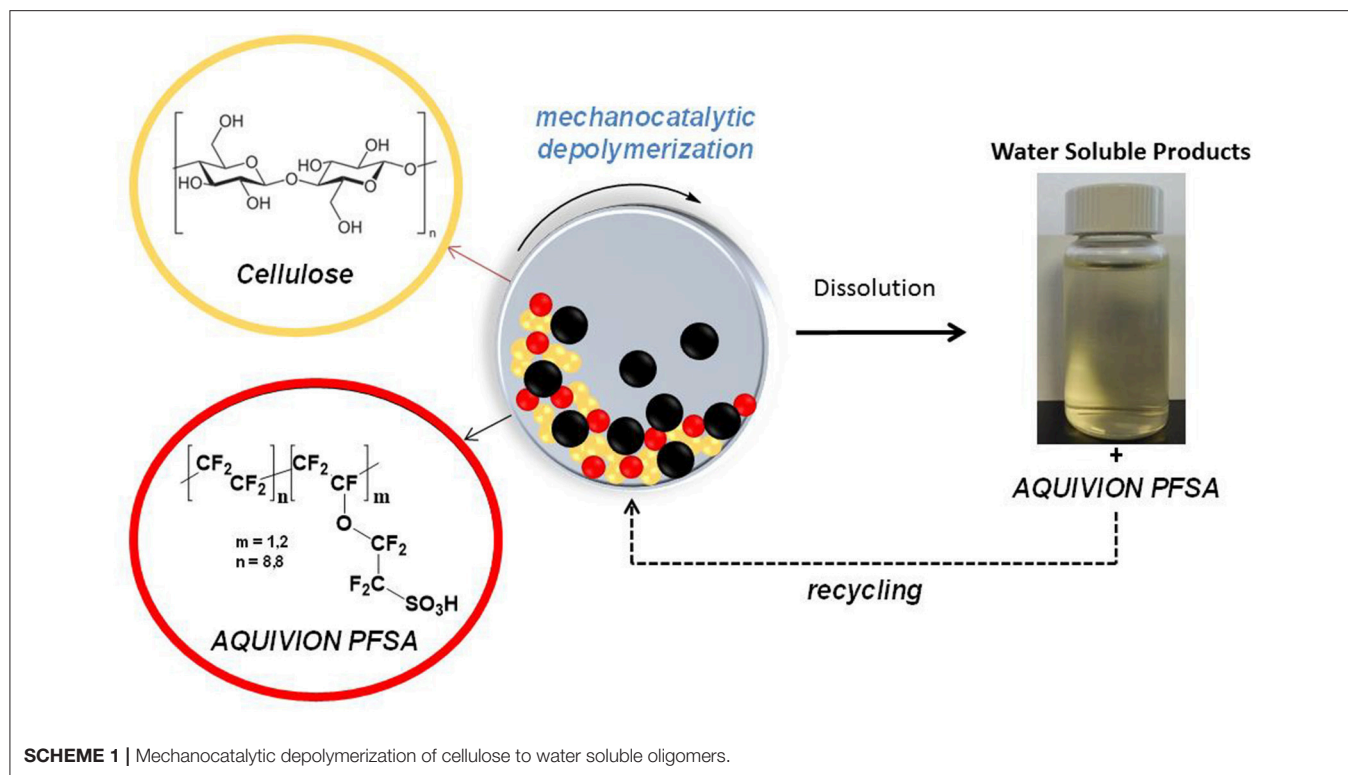 OH
O
HO
OH
O
HO
OH
O
O
OH
n
Cellulose
mechanocatalytic
depolymerization
CF2
CF2
n
CF2
CF
m
O
CF2
F2C
SO3H
m = 1,2
n = 8,8
AQUIVION PFSA
Dissolution
Water Soluble Products
+
AQUIVION PFSA
recycling
SCHEME 1 | Mechanocatalytic depolymerization of cellulose to water soluble oligomers.